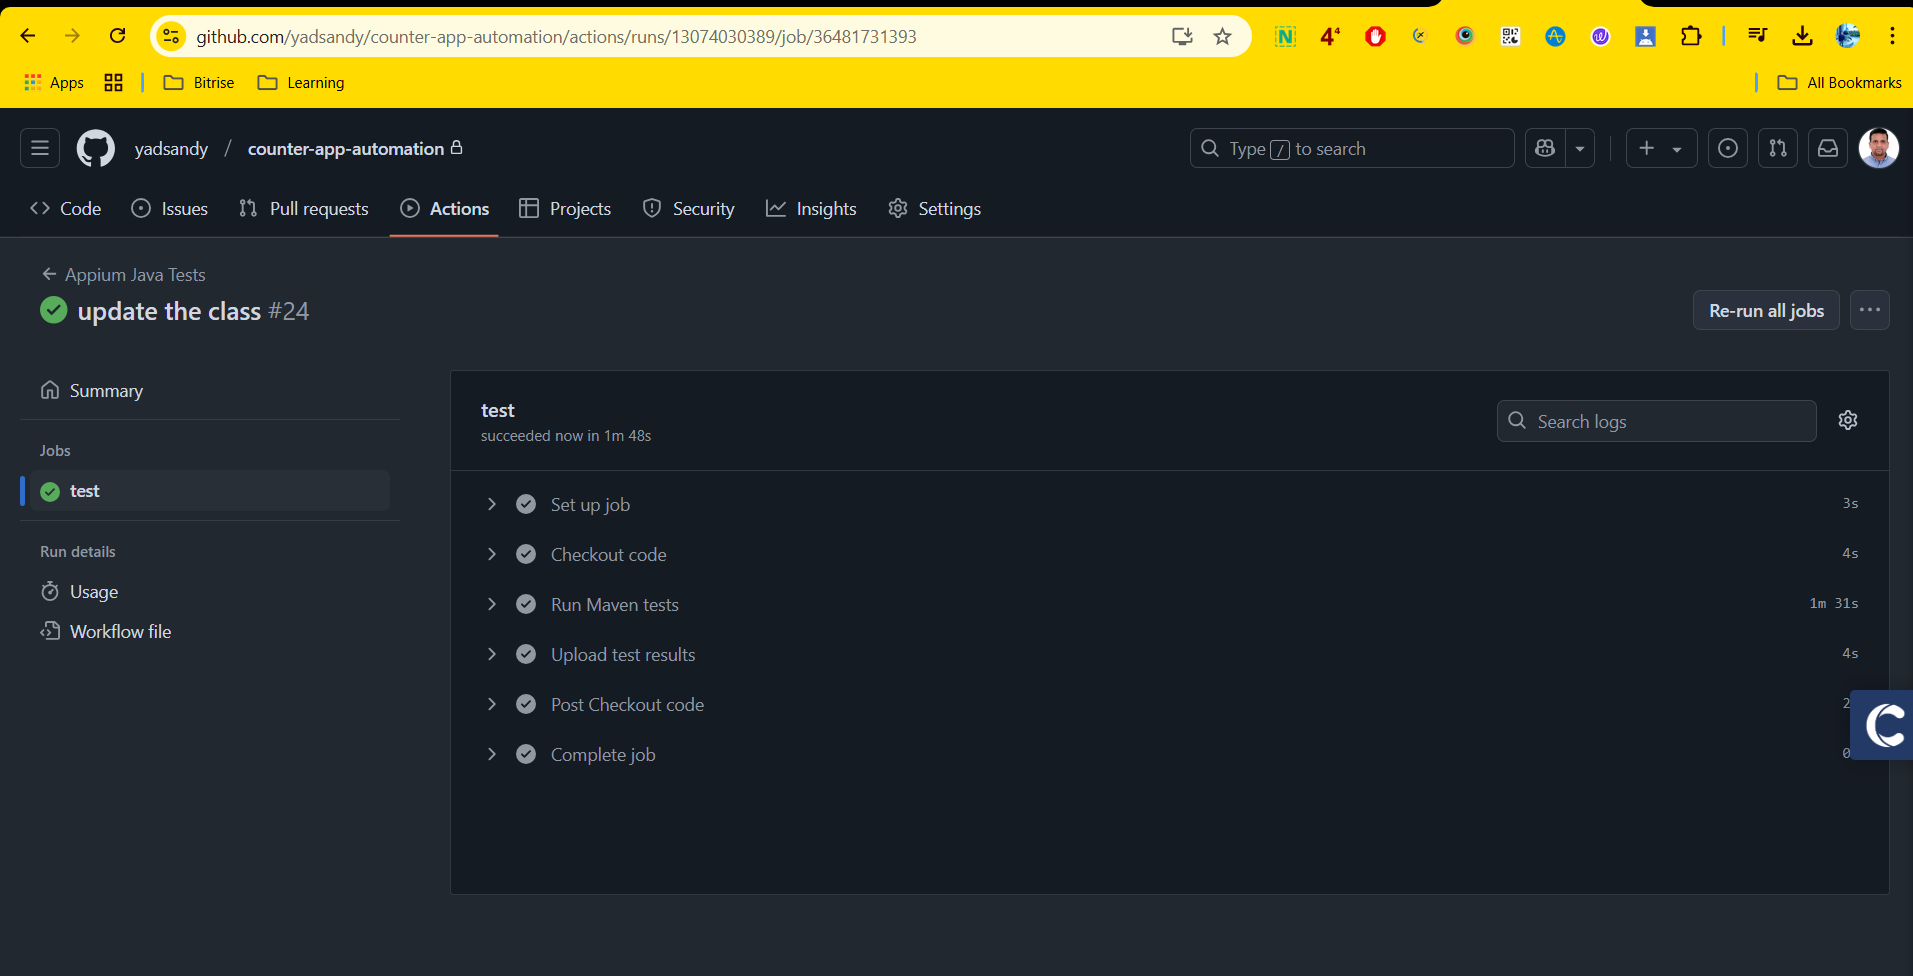 github.com/yadsandy/counter-app-automation/actions/runs/13074030389/job/36481731393
Apps
Bitrise
Learning
All Bookmarks
yadsandy / counter-app-automation
Type / to search
Code
Issues
Pull requests
Actions
Projects
Security
Insights
Settings
Appium Java Tests
update the class #24
Re-run all jobs
Summary
Jobs
test
Run details
Usage
Workflow file
test
succeeded now in 1m 48s
Search logs
Set up job 3s
Checkout code 4s
Run Maven tests 1m 31s
Upload test results 4s
Post Checkout code 2
Complete job 0